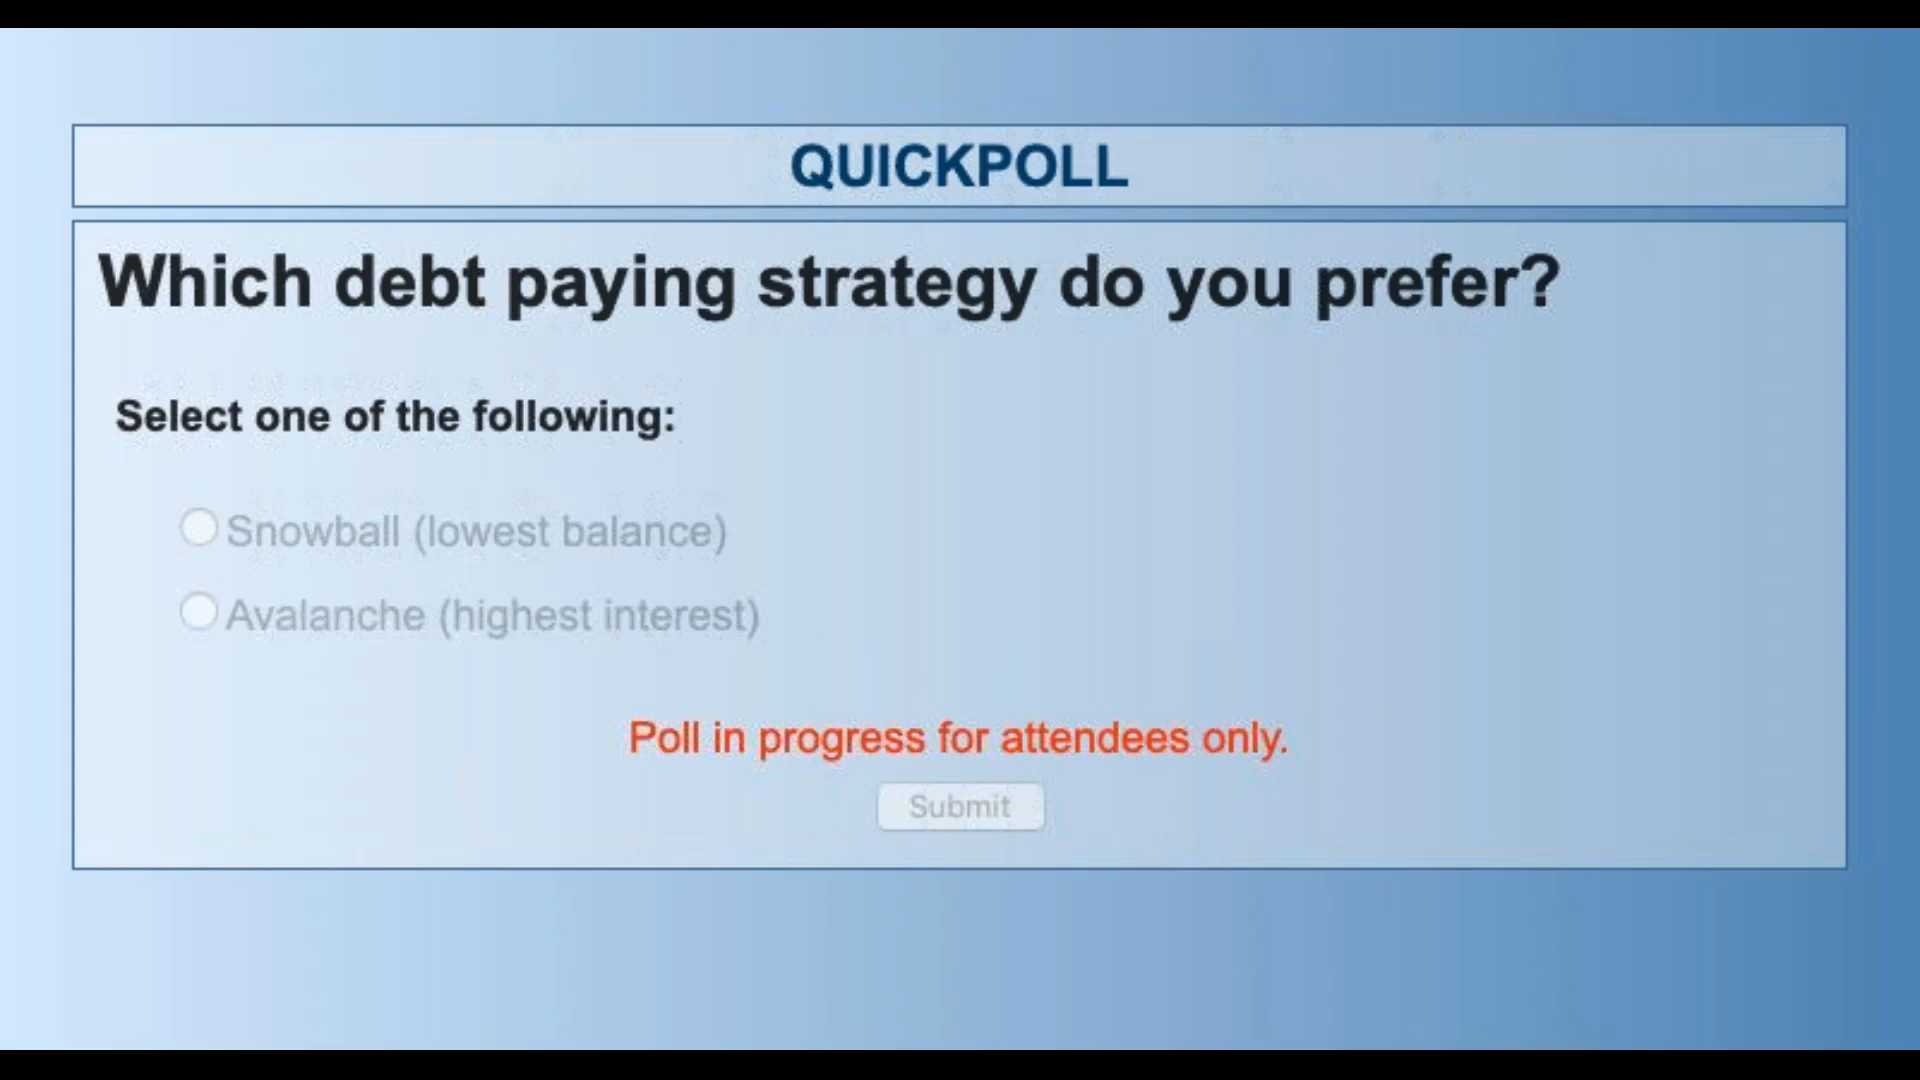 QUICKPOLL
Which debt paying strategy do you prefer?
Select one of the following:
Snowball (lowest balance)
Avalanche (highest interest)
Poll in progress for attendees only.
Submit